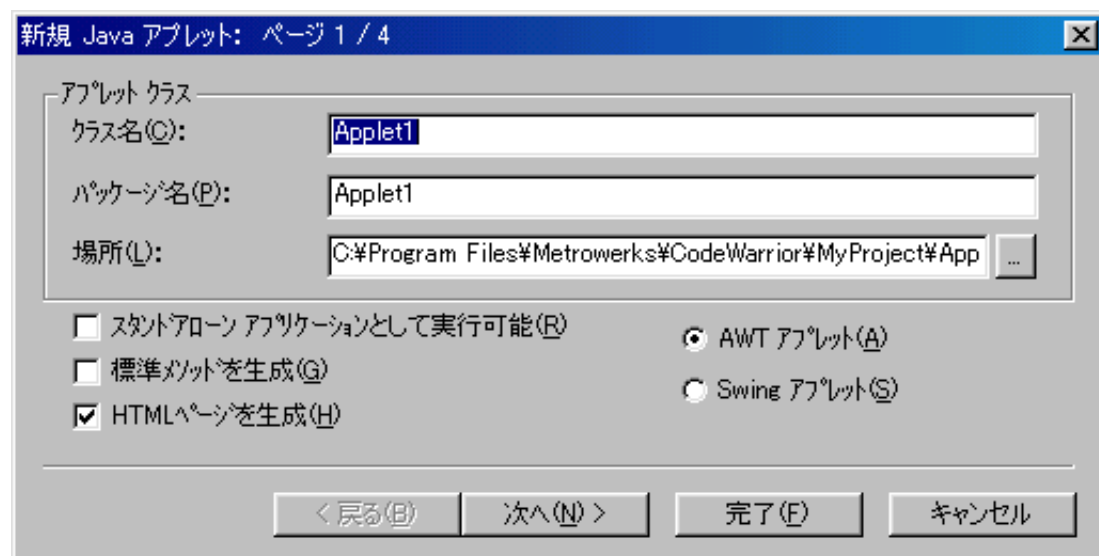 新規 Java アプレット: ページ 1 / 4
アプレット クラス
クラス名(C):
Applet1
パッケージ名(P):
Applet1
場所(L):
C:¥Program Files¥Metrowerks¥CodeWarrior¥MyProject¥App
...
スタンドアローン アプリケーションとして実行可能(R)
標準メソッドを生成(G)
HTMLページを生成(H)
AWT アプレット(A)
Swing アプレット(S)
< 戻る(B)
次へ(N) >
完了(F)
キャンセル